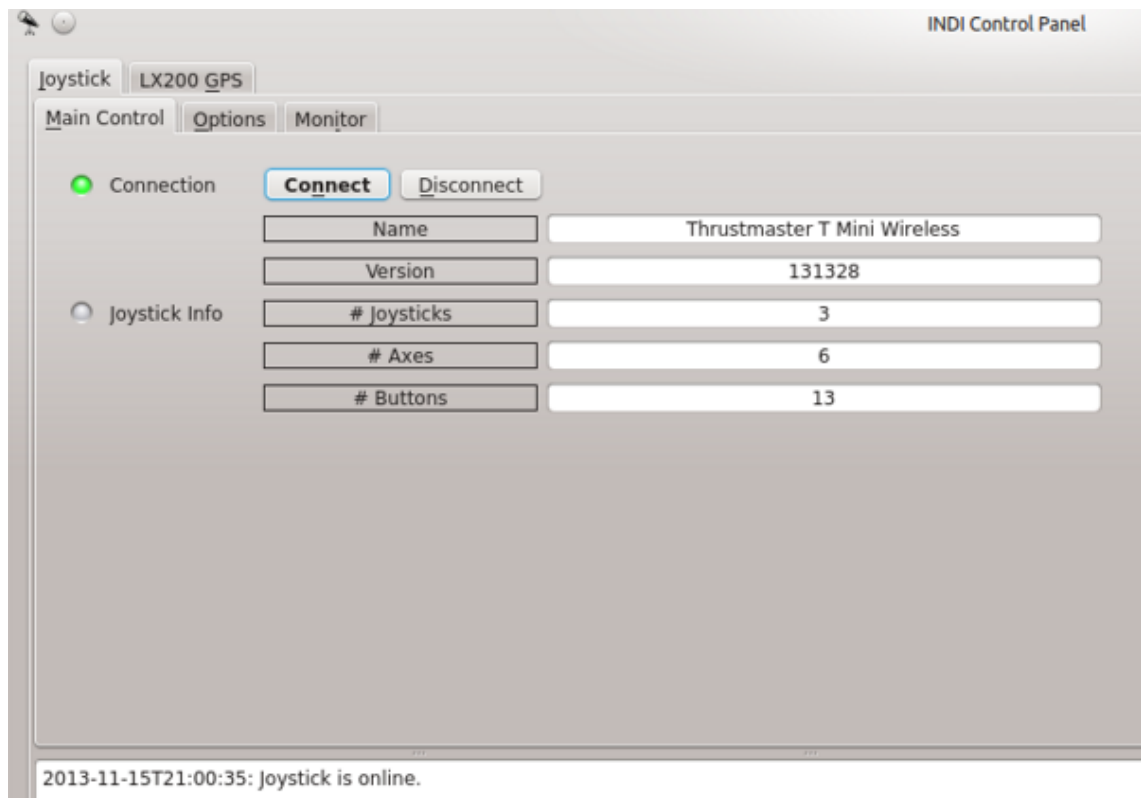 INDI Control Panel
Joystick LX200 GPS
Main Control Options Monitor
Connection Connect Disconnect
Name Thrustmaster T Mini Wireless
Version 131328
Joystick Info # Joysticks 3
# Axes 6
# Buttons 13
2013-11-15T21:00:35: Joystick is online.